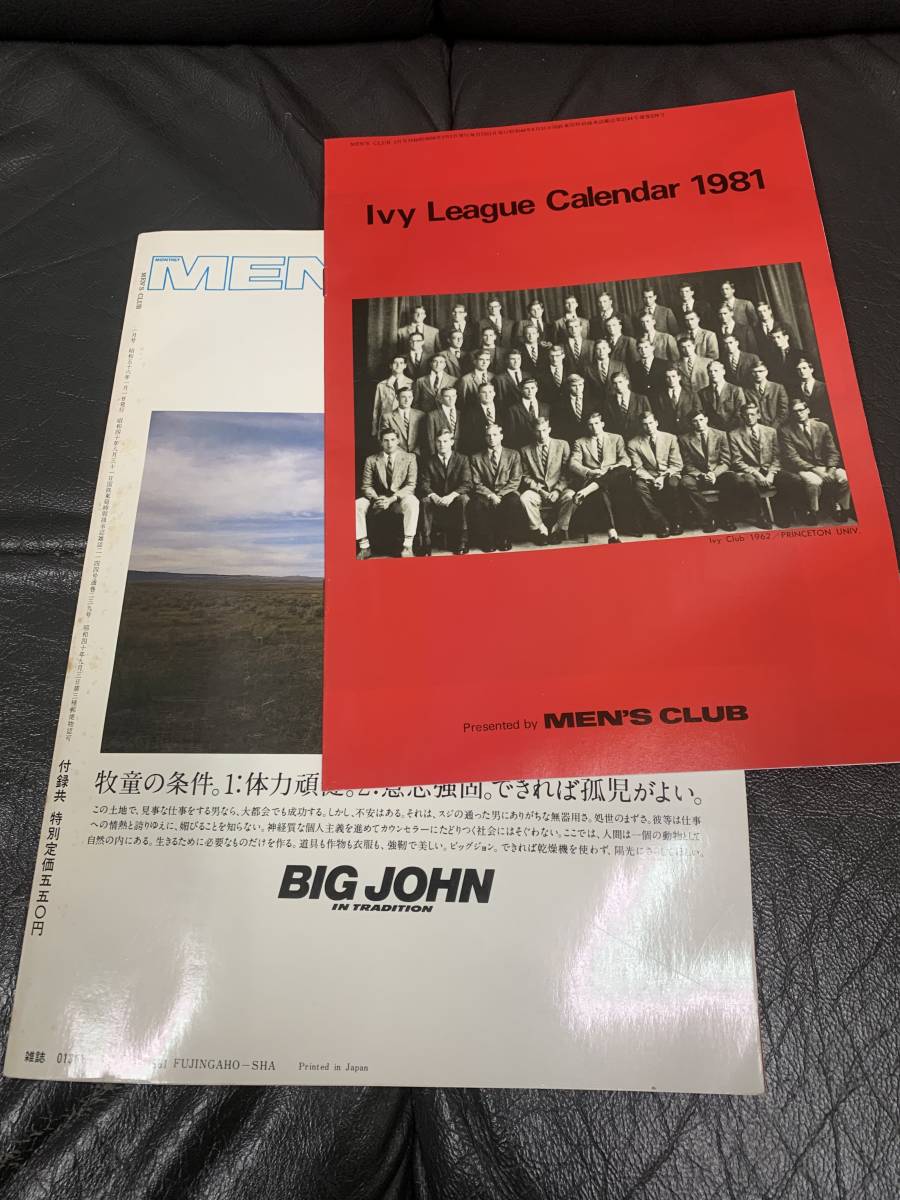 Ivy League Calendar 1981
Ivy Club 1962／PRINCETON UNIV.
Presented by MEN'S CLUB
MONTHLY
MEN
MEN'S CLUB
付録共 特別定価五五〇円
牧童の条件。1:体力頑 意志強固。できれば孤児がよい。
この土地で、見事な仕事をする男なら、大都会でも成功する。しかし、不安はある。それは、スジの通った男にありがちな無器用さ。処世のまずさ。彼等は仕事
への情熱と誇りゆえに、媚びることを知らない。神経質な個人主義を進めてカウンセラーにたどりつく社会にはそぐわない。ここでは、人間は一個の動物として
自然の内にある。生きるために必要なものだけを作る。道具も作物も衣服も、強靭で美しい。ビッグジョン。できれば乾燥機を使わず、陽光にさらしてほしい。
BIG JOHN
IN TRADITION
雑誌 013
FUJINGAHO－SHA Printed in Japan